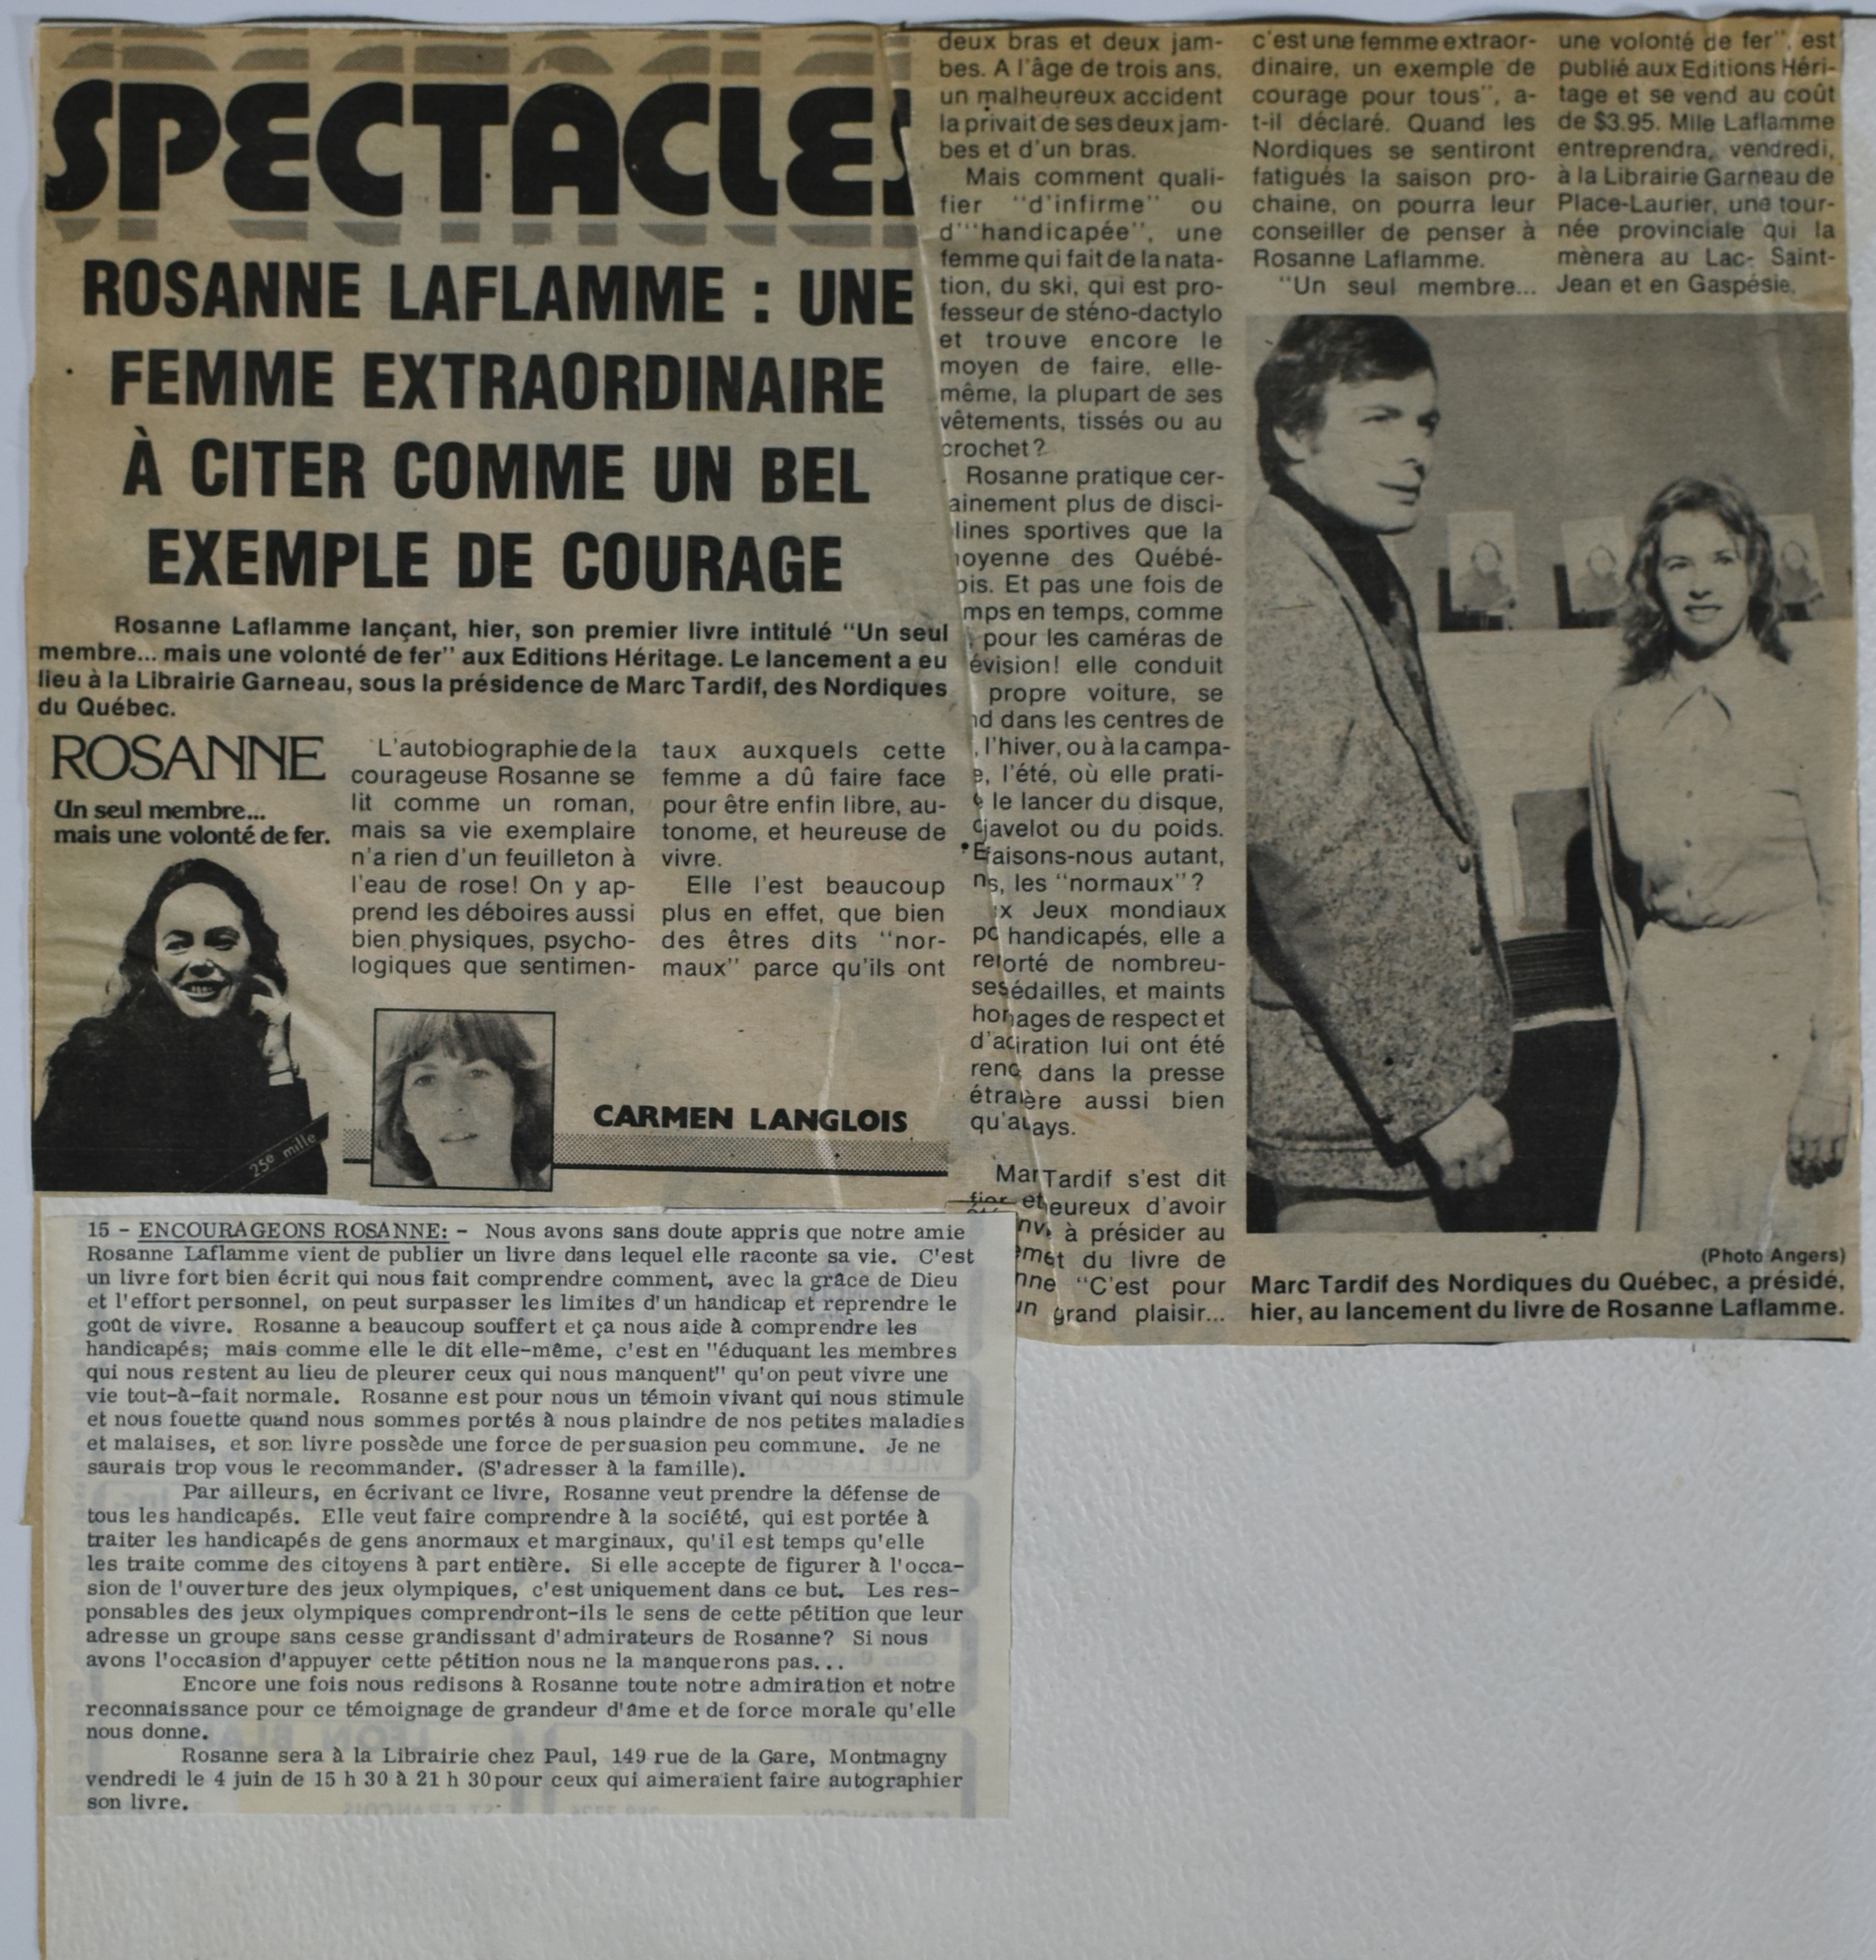 SPECTACLE
ROSANNE LAFLAMME : UNE
FEMME EXTRAORDINAIRE
À CITER COMME UN BEL
EXEMPLE DE COURAGE
Rosanne Laflamme lançant, hier, son premier livre intitulé "Un seul
membre... mais une volonté de fer" aux Editions Héritage. Le lancement a eu
lieu à la Librairie Garneau, sous la présidence de Marc Tardif, des Nordiques
du Québec.
ROSANNE
Un seul membre...
mais une volonté de fer.
25e mille
L'autobiographie de la
courageuse Rosanne se
lit comme un roman,
mais sa vie exemplaire
n'a rien d'un feuilleton à
l'eau de rose! On y ap-
prend les déboires aussi
bien physiques, psycho-
logiques que sentimen-
taux auxquels cette
femme a dû faire face
pour être enfin libre, au-
tonome, et heureuse de
vivre.
Elle l'est beaucoup
plus en effet, que bien
des êtres dits "nor-
maux" parce qu'ils ont
CARMEN LANGLOIS
deux bras et deux jam-
bes. A l'âge de trois ans,
un malheureux accident
la privait de ses deux jam-
bes et d'un bras.
Mais comment quali-
fier "d'infirme" ou
d'"handicapée", une
femme qui fait de la nata-
tion, du ski, qui est pro-
fesseur de sténo-dactylo
et trouve encore le
moyen de faire, elle-
même, la plupart de ses
vêtements, tissés ou au
crochet?
Rosanne pratique cer-
ainement plus de disci-
lines sportives que la
oyenne des Québé-
ois. Et pas une fois de
mps en temps, comme
pour les caméras de
évision! elle conduit
propre voiture, se
nd dans les centres de
, l'hiver, ou à la campa-
e, l'été, où elle prati-
le lancer du disque,
javelot ou du poids.
faisons-nous autant,
s, les "normaux"?
x Jeux mondiaux
handicapés, elle a
orté de nombreu-
ses édailles, et maints
hom ages de respect et
d'ad iration lui ont été
rend dans la presse
étra ère aussi bien
qu'a ays.
Mar Tardif s'est dit
fier et eureux d'avoir
nv à présider au
t du livre de
nne "C'est pour
un grand plaisir...
c'est une femme extraor-
dinaire, un exemple de
courage pour tous", a-
t-il déclaré. Quand les
Nordiques se sentiront
fatigués la saison pro-
chaine, on pourra leur
conseiller de penser à
Rosanne Laflamme.
"Un seul membre...
une volonté de fer", est
publié aux Editions Héri-
tage et se vend au coût
de $3.95. Mlle Laflamme
entreprendra, vendredi,
à la Librairie Garneau de
Place-Laurier, une tour-
née provinciale qui la
mènera au Lac- Saint-
Jean et en Gaspésie.
(Photo Angers)
Marc Tardif des Nordiques du Québec, a présidé,
hier, au lancement du livre de Rosanne Laflamme.
15 - ENCOURAGEONS ROSANNE: - Nous avons sans doute appris que notre amie
Rosanne Laflamme vient de publier un livre dans lequel elle raconte sa vie. C'est
un livre fort bien écrit qui nous fait comprendre comment, avec la grâce de Dieu
et l'effort personnel, on peut surpasser les limites d'un handicap et reprendre le
goût de vivre. Rosanne a beaucoup souffert et ça nous aide à comprendre les
handicapés; mais comme elle le dit elle-même, c'est en "éduquant les membres
qui nous restent au lieu de pleurer ceux qui nous manquent" qu'on peut vivre une
vie tout-à-fait normale. Rosanne est pour nous un témoin vivant qui nous stimule
et nous fouette quand nous sommes portés à nous plaindre de nos petites maladies
et malaises, et son livre possède une force de persuasion peu commune. Je ne
saurais trop vous le recommander. (S'adresser à la famille).
Par ailleurs, en écrivant ce livre, Rosanne veut prendre la défense de
tous les handicapés. Elle veut faire comprendre à la société, qui est portée à
traiter les handicapés de gens anormaux et marginaux, qu'il est temps qu'elle
les traite comme des citoyens à part entière. Si elle accepte de figurer à l'occa-
sion de l'ouverture des jeux olympiques, c'est uniquement dans ce but. Les res-
ponsables des jeux olympiques comprendront-ils le sens de cette pétition que leur
adresse un groupe sans cesse grandissant d'admirateurs de Rosanne? Si nous
avons l'occasion d'appuyer cette pétition nous ne la manquerons pas...
Encore une fois nous redisons à Rosanne toute notre admiration et notre
reconnaissance pour ce témoignage de grandeur d'âme et de force morale qu'elle
nous donne.
Rosanne sera à la Librairie chez Paul, 149 rue de la Gare, Montmagny
vendredi le 4 juin de 15 h 30 à 21 h 30 pour ceux qui aimeraient faire autographier
son livre.